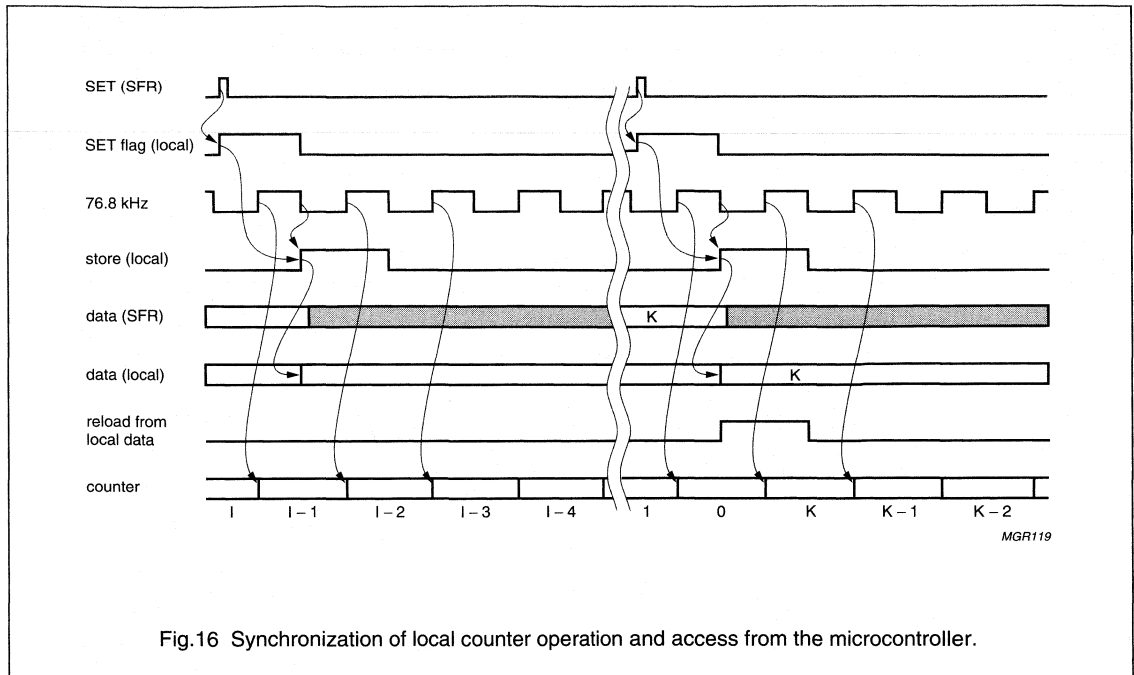 SET (SFR)
SET flag (local)
76.8 kHz
store (local)
data (SFR)
K
data (local)
K
reload from
local data
counter
I I – 1 I – 2 I – 3 I – 4 1 0 K K – 1 K – 2
MGR119
Fig.16 Synchronization of local counter operation and access from the microcontroller.